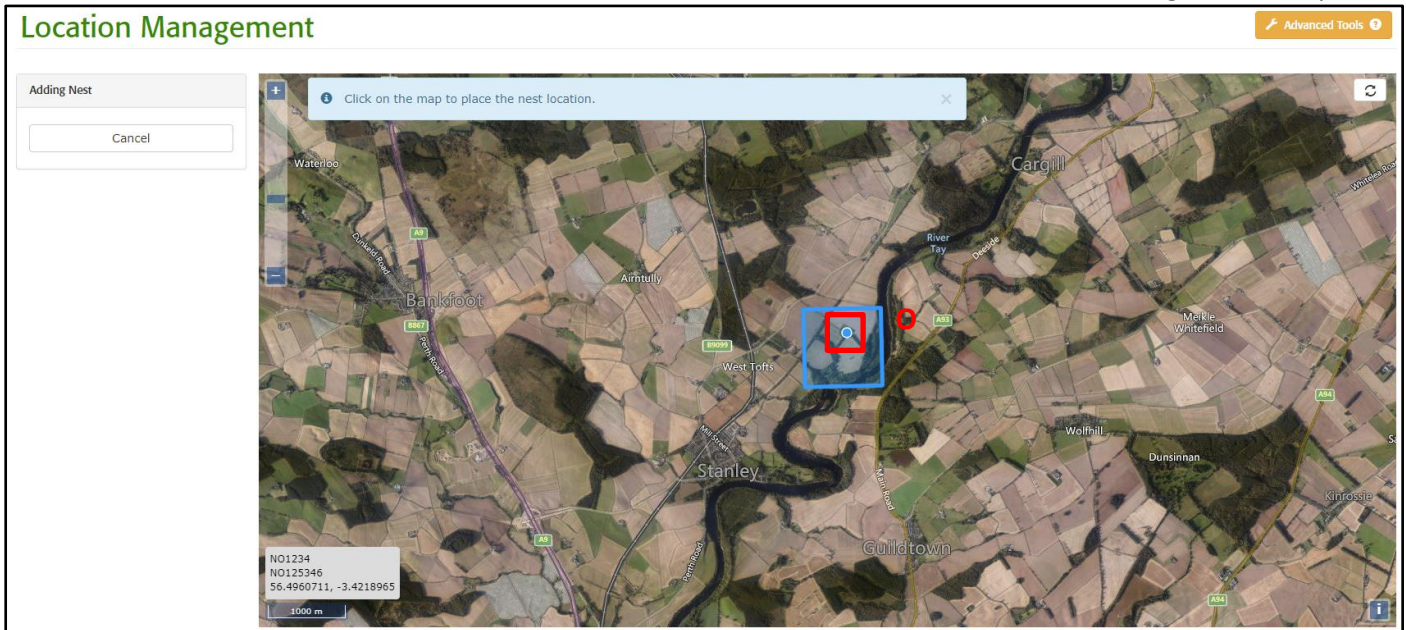 Location Management
Advanced Tools ?
Adding Nest
Cancel
+
i Click on the map to place the nest location. ×
Waterloo
Cargill
Whitelea Roa
Dunkeld Road
A9
River
Tay
Deeside
Airntully
Bankfoot
B867
O
A93
Meikle
Whitefield
Perth Road
B9099
West Tofts
A94
Mill Street
Wolfhill
Stanley
Dunsinnan
Main Road
Kinrossie
A9
Guildtown
Perth Road
NO1234
NO125346
56.4960711, -3.4218965
1000 m
A94
i